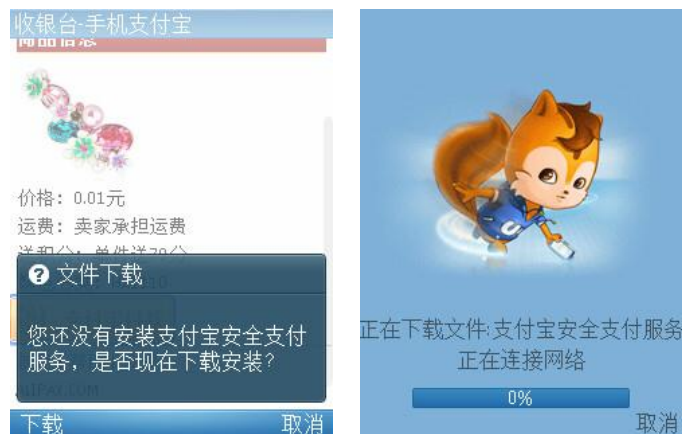 收银台-手机支付宝
商品信息
价格：0.01元
运费：卖家承担运费
文件下载
您还没有安装支付宝安全支付
服务，是否现在下载安装？
下载 取消
正在下载文件:支付宝安全支付服务
正在连接网络
0%
取消